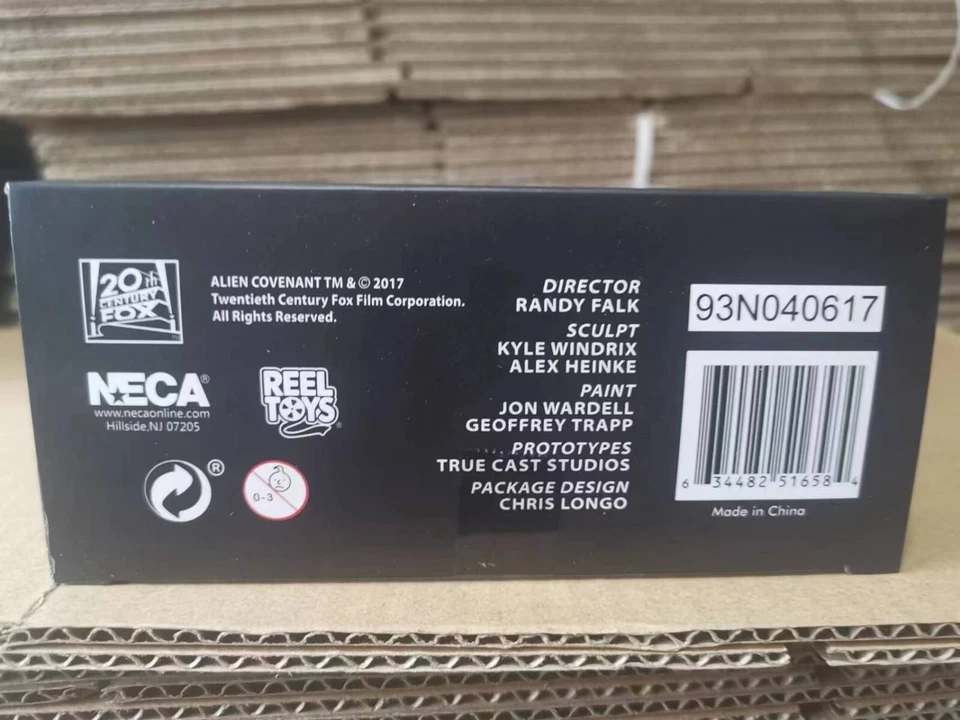 20th
CENTURY
FOX
TM
ALIEN COVENANT TM & © 2017
Twentieth Century Fox Film Corporation.
All Rights Reserved.
NECA®
www.necaonline.com
Hillside,NJ 07205
REEL
TOYS
®
®
0-3
DIRECTOR
RANDY FALK
SCULPT
KYLE WINDRIX
ALEX HEINKE
PAINT
JON WARDELL
GEOFFREY TRAPP
PROTOTYPES
TRUE CAST STUDIOS
PACKAGE DESIGN
CHRIS LONGO
93N040617
6 34482 51658 4
Made in China